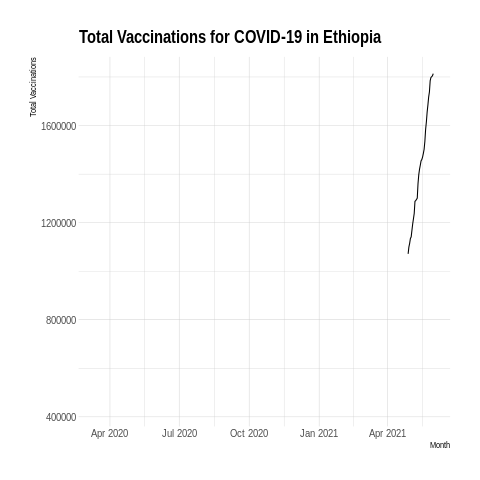 Total Vaccinations for COVID-19 in Ethiopia
Total Vaccinations
1600000
1200000
800000
400000
Apr 2020 Jul 2020 Oct 2020 Jan 2021 Apr 2021
Month